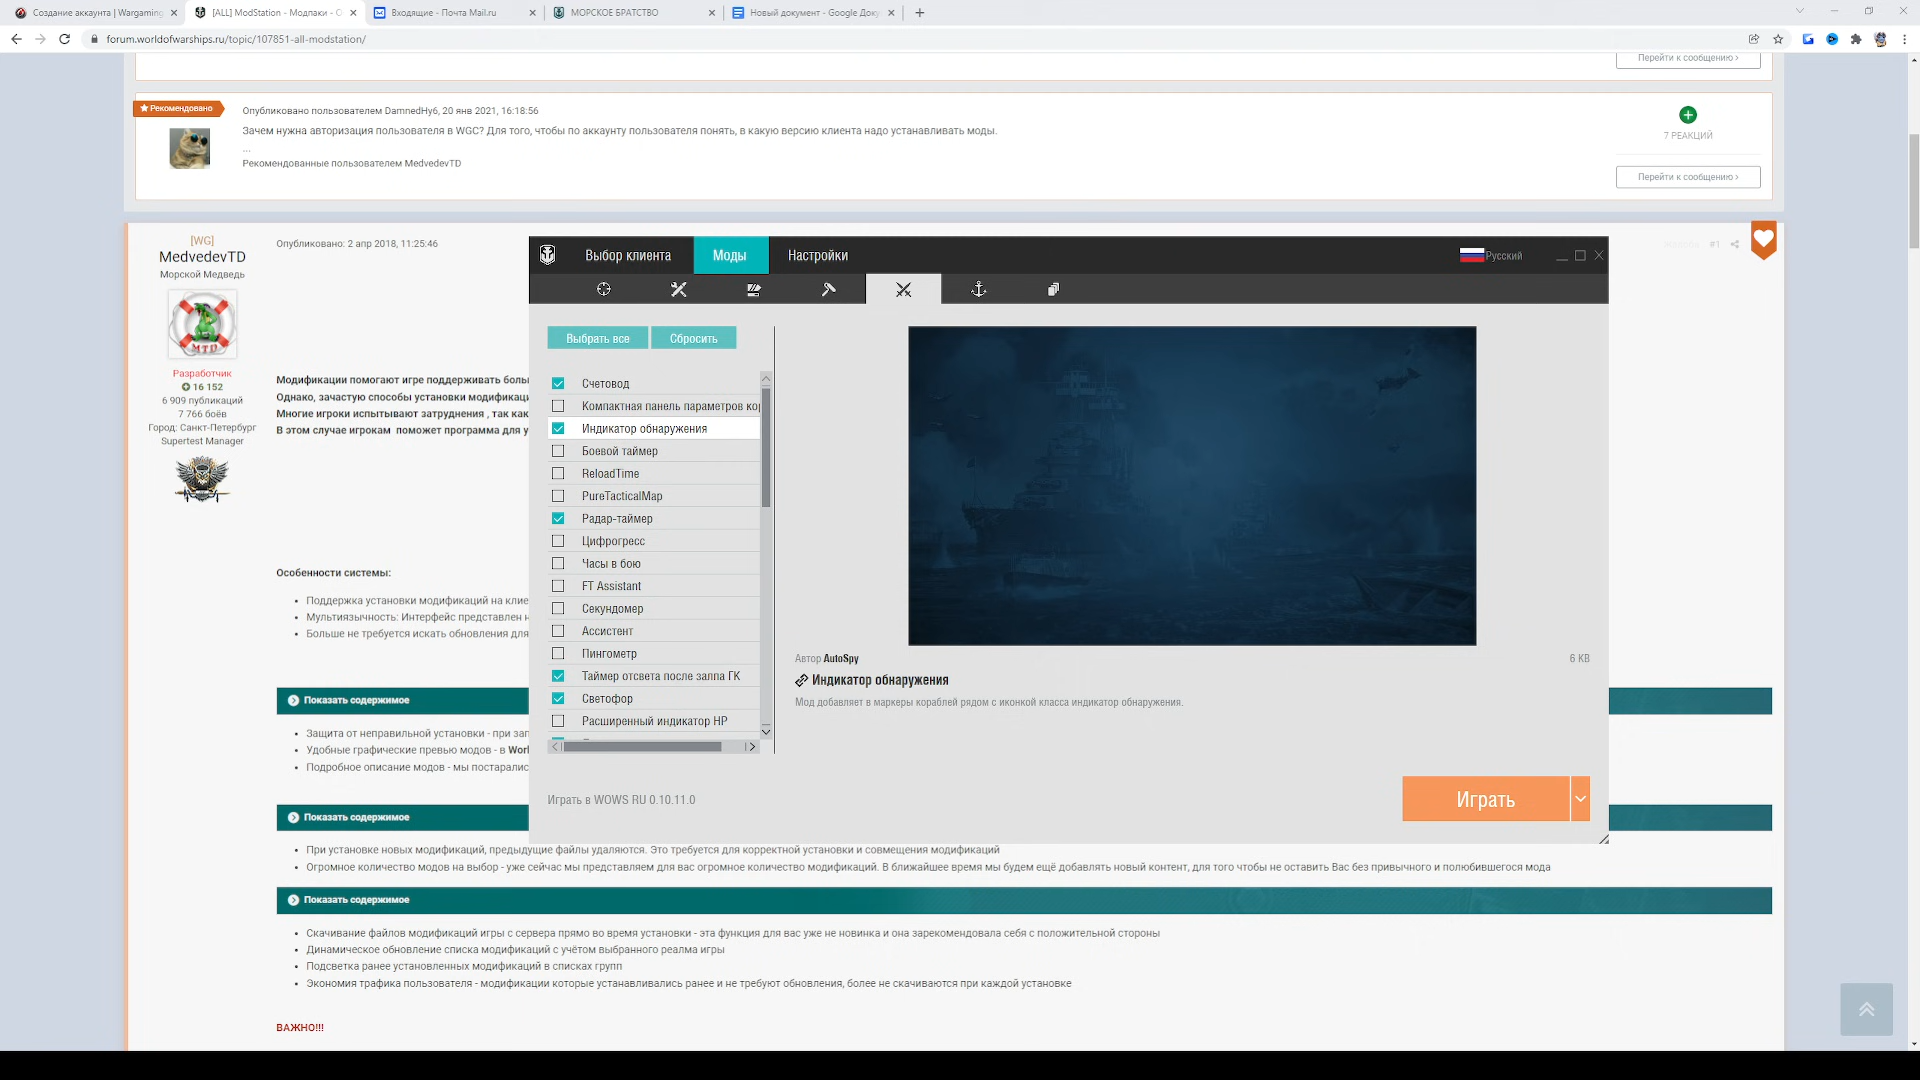 Создание аккаунта | Wargaming
[ALL] ModStation - Модпаки - С
Входящие - Почта Mail.ru
МОРСКОЕ БРАТСТВО
Новый документ - Google Доку
forum.worldofwarships.ru/topic/107851-all-modstation/
Перейти к сообщению ›
Рекомендовано
Опубликовано пользователем DamnedHy6, 20 янв 2021, 16:18:56
Зачем нужна авторизация пользователя в WGC? Для того, чтобы по аккаунту пользователя понять, в какую версию клиента надо устанавливать моды.
...
Рекомендованные пользователем MedvedevTD
7 РЕАКЦИЙ
Перейти к сообщению ›
[WG]
MedvedevTD
Морской Медведь
MTD
Разработчик
16 152
6 909 публикаций
7 766 боёв
Город: Санкт-Петербург
Supertest Manager
Опубликовано: 2 апр 2018, 11:25:46
#1
Модификации помогают игре поддерживать боль
Однако, зачастую способы установки модификаци
Многие игроки испытывают затруднения , так как
В этом случае игрокам поможет программа для у
Особенности системы:
Поддержка установки модификаций на клие
Мультиязычность: Интерфейс представлен н
Больше не требуется искать обновления для
Показать содержимое
Защита от неправильной установки - при зап
Удобные графические превью модов - в Worl
Подробное описание модов - мы постаралис
Показать содержимое
При установке новых модификаций, предыдущие файлы удаляются. Это требуется для корректной установки и совмещения модификаций
Огромное количество модов на выбор - уже сейчас мы представляем для вас огромное количество модификаций. В ближайшее время мы будем ещё добавлять новый контент, для того чтобы не оставить Вас без привычного и полюбившегося мода
Показать содержимое
Скачивание файлов модификаций игры с сервера прямо во время установки - эта функция для вас уже не новинка и она зарекомендовала себя с положительной стороны
Динамическое обновление списка модификаций с учётом выбранного реалма игры
Подсветка ранее установленных модификаций в списках групп
Экономия трафика пользователя - модификации которые устанавливались ранее и не требуют обновления, более не скачиваются при каждой установке
ВАЖНО!!!
Выбор клиента
Моды
Настройки
Русский
Выбрать все
Сбросить
Счетовод
Компактная панель параметров кор
Индикатор обнаружения
Боевой таймер
ReloadTime
PureTacticalMap
Радар-таймер
Цифрогресс
Часы в бою
FT Assistant
Секундомер
Ассистент
Пингометр
Таймер отсвета после залпа ГК
Светофор
Расширенный индикатор HP
Автор AutoSpy
6 KB
Индикатор обнаружения
Мод добавляет в маркеры кораблей рядом с иконкой класса индикатор обнаружения.
Играть в WOWS RU 0.10.11.0
Играть